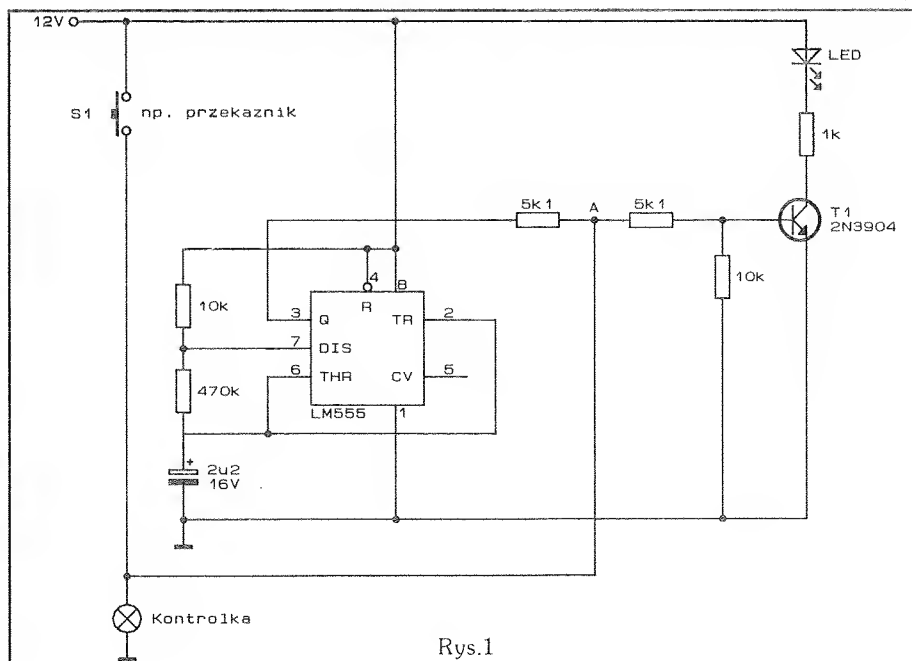 12V
LED
S1
np. przekaznik
1k
5k1
A
5k1
T1
2N3904
10k
10k
4
8
R
3
Q
TR
2
7
DIS
6
THR
CV
5
470k
LM555
1
+
2u2
16V
Kontrolka
Rys.1